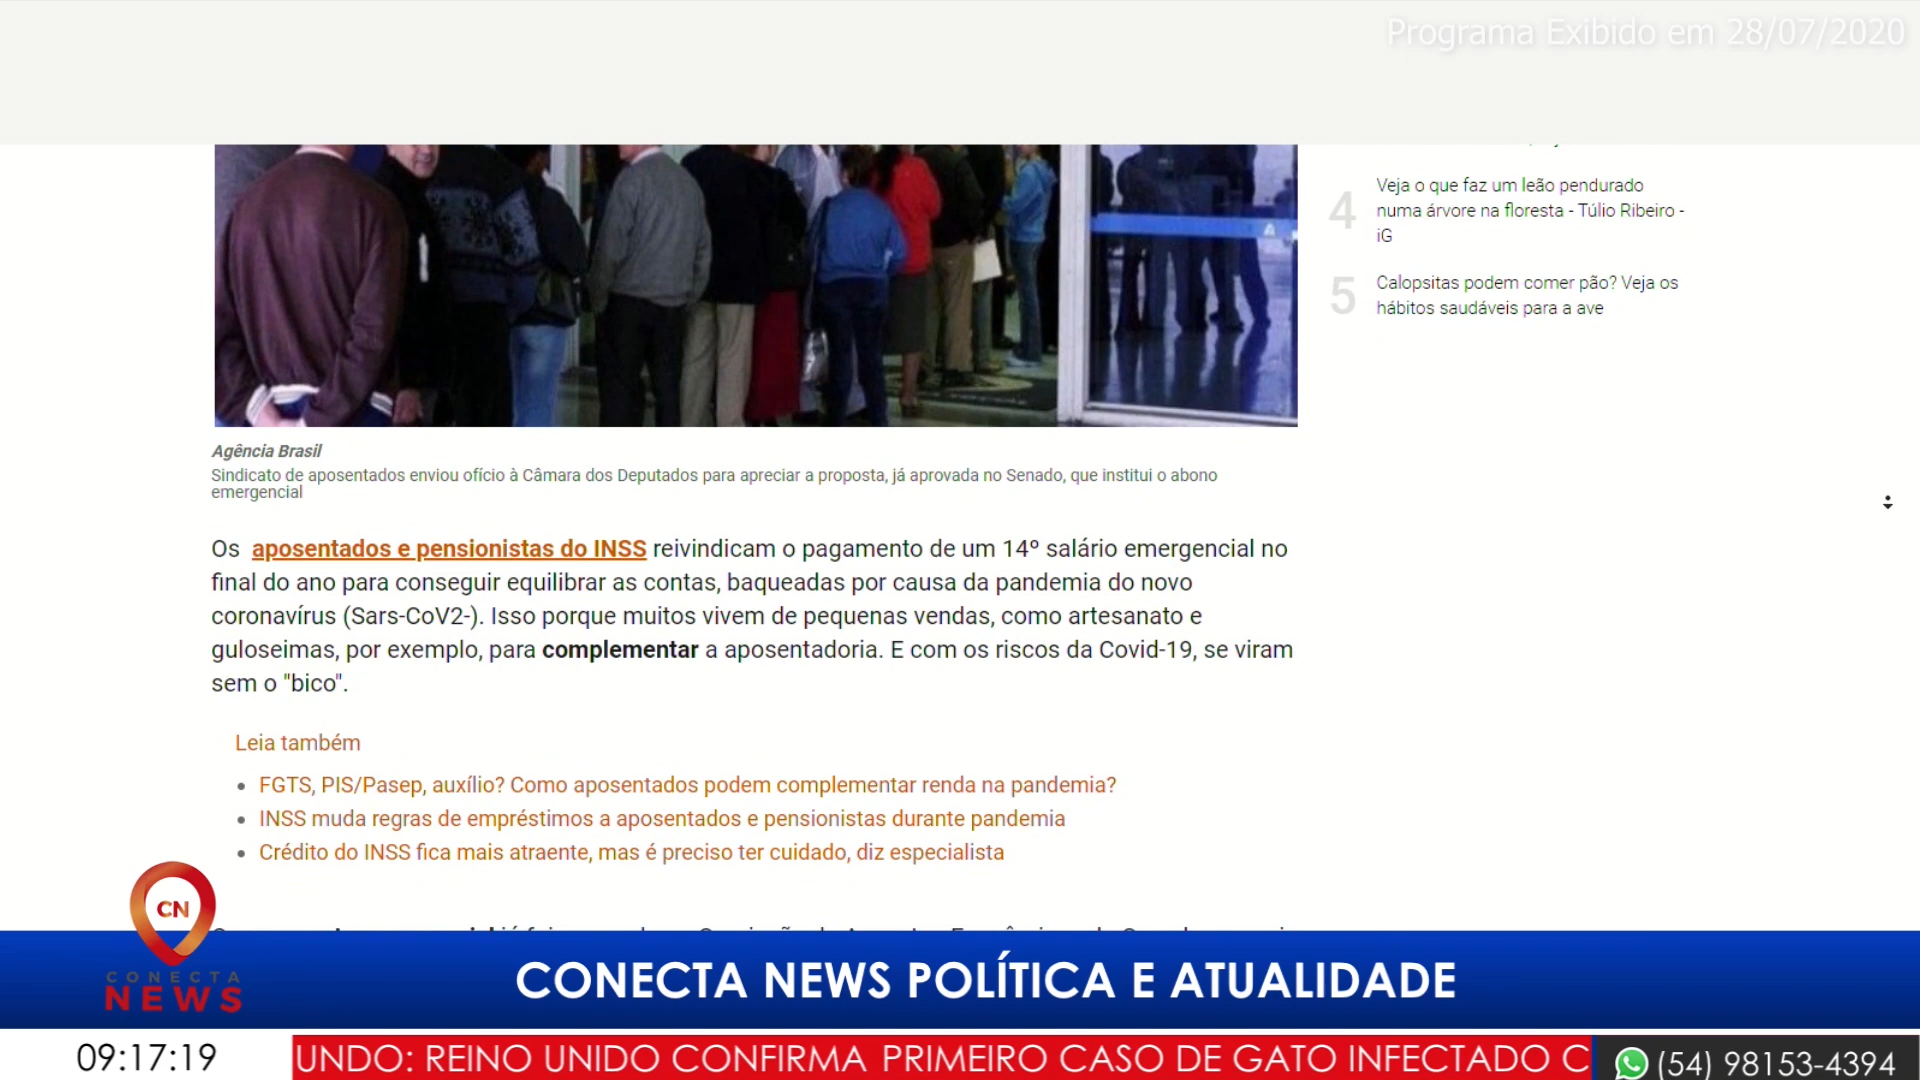 Programa Exibido em 28/07/2020
4
Veja o que faz um leão pendurado
numa árvore na floresta - Túlio Ribeiro -
iG
5
Calopsitas podem comer pão? Veja os
hábitos saudáveis para a ave
Agência Brasil
Sindicato de aposentados enviou ofício à Câmara dos Deputados para apreciar a proposta, já aprovada no Senado, que institui o abono
emergencial
Os aposentados e pensionistas do INSS reivindicam o pagamento de um 14º salário emergencial no
final do ano para conseguir equilibrar as contas, baqueadas por causa da pandemia do novo
coronavírus (Sars-CoV2-). Isso porque muitos vivem de pequenas vendas, como artesanato e
guloseimas, por exemplo, para complementar a aposentadoria. E com os riscos da Covid-19, se viram
sem o "bico".
Leia também
• FGTS, PIS/Pasep, auxílio? Como aposentados podem complementar renda na pandemia?
• INSS muda regras de empréstimos a aposentados e pensionistas durante pandemia
• Crédito do INSS fica mais atraente, mas é preciso ter cuidado, diz especialista
CN
CONECTA
NEWS
CONECTA NEWS POLÍTICA E ATUALIDADE
09:17:19
UNDO: REINO UNIDO CONFIRMA PRIMEIRO CASO DE GATO INFECTADO C
(54) 98153-4394